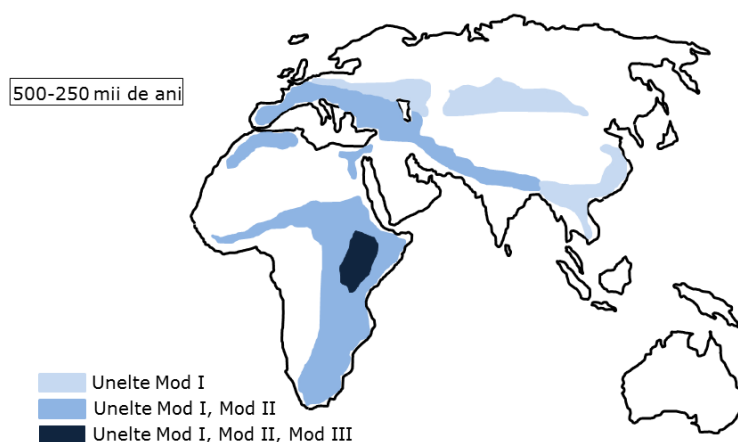 500-250 mii de ani
Unelte Mod I
Unelte Mod I, Mod II
Unelte Mod I, Mod II, Mod III